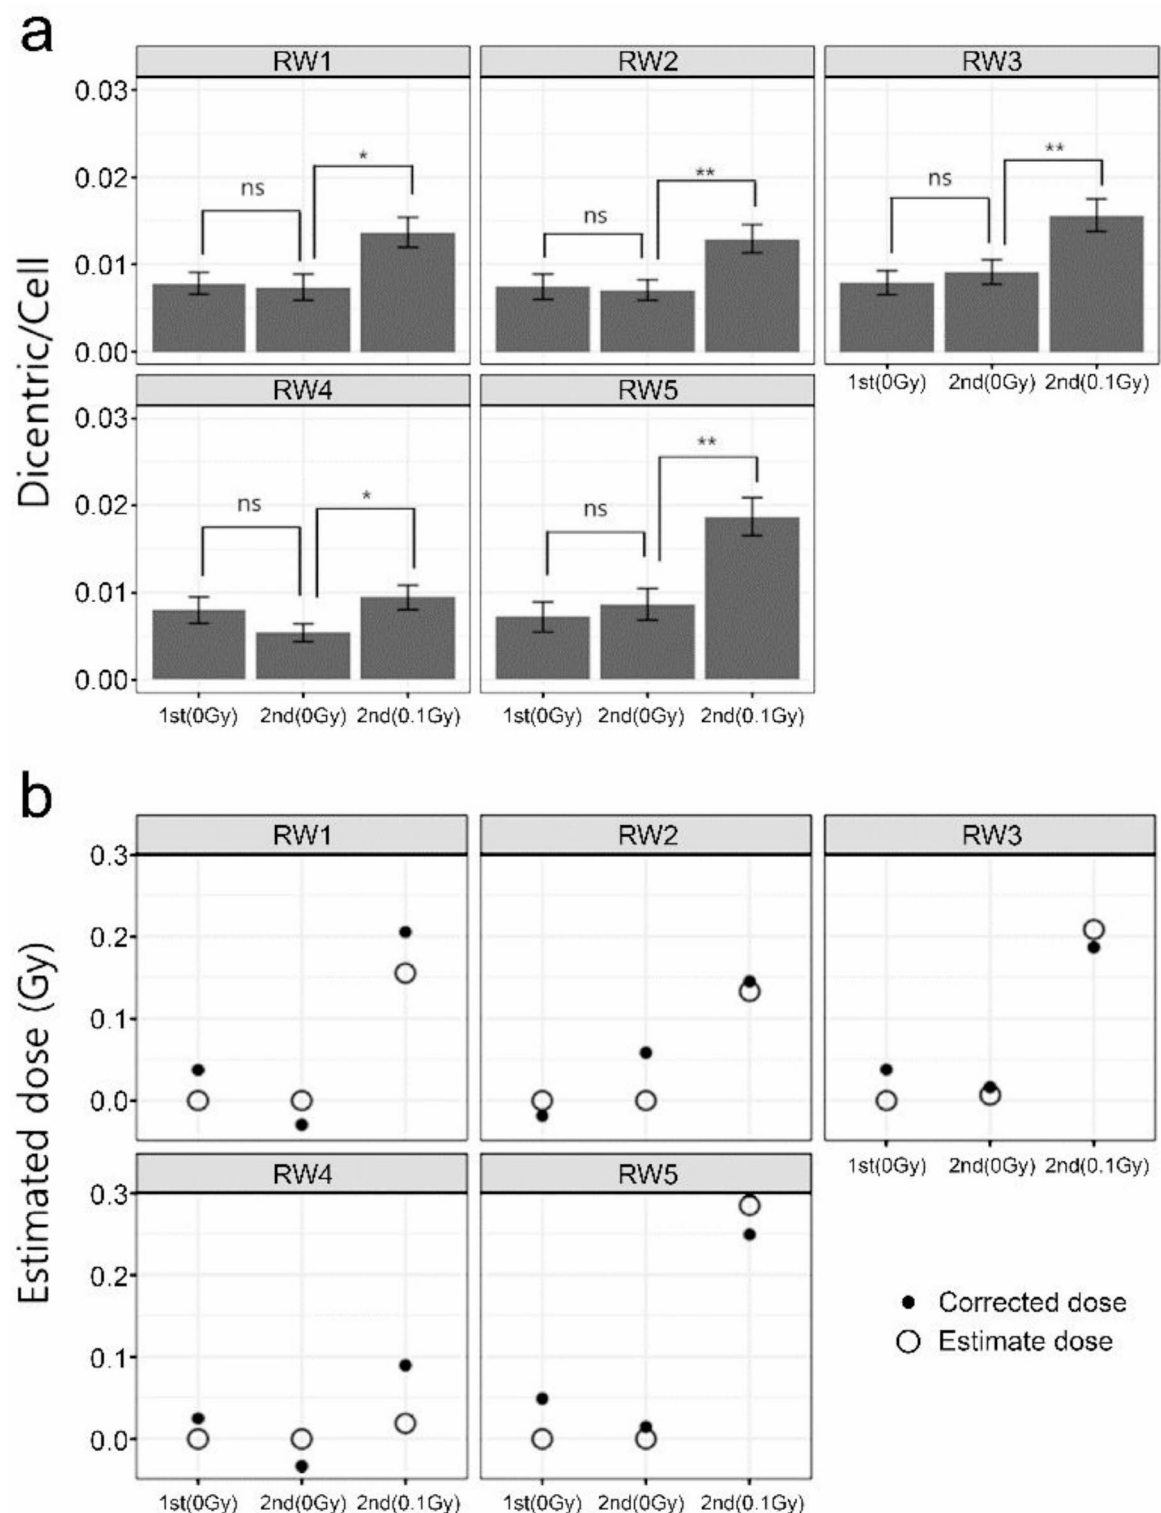 a
RW1 RW2 RW3
0.03
0.02
0.01
0.00
ns * ns ** ns **
1st(0Gy) 2nd(0Gy) 2nd(0.1Gy)
Dicentric/Cell
RW4 RW5
0.03
0.02
0.01
0.00
ns * ns **
1st(0Gy) 2nd(0Gy) 2nd(0.1Gy) 1st(0Gy) 2nd(0Gy) 2nd(0.1Gy)
b
RW1 RW2 RW3
0.3
0.2
0.1
0.0
1st(0Gy) 2nd(0Gy) 2nd(0.1Gy)
Estimated dose (Gy)
RW4 RW5
0.3
0.2
0.1
0.0
1st(0Gy) 2nd(0Gy) 2nd(0.1Gy) 1st(0Gy) 2nd(0Gy) 2nd(0.1Gy)
Corrected dose
Estimate dose